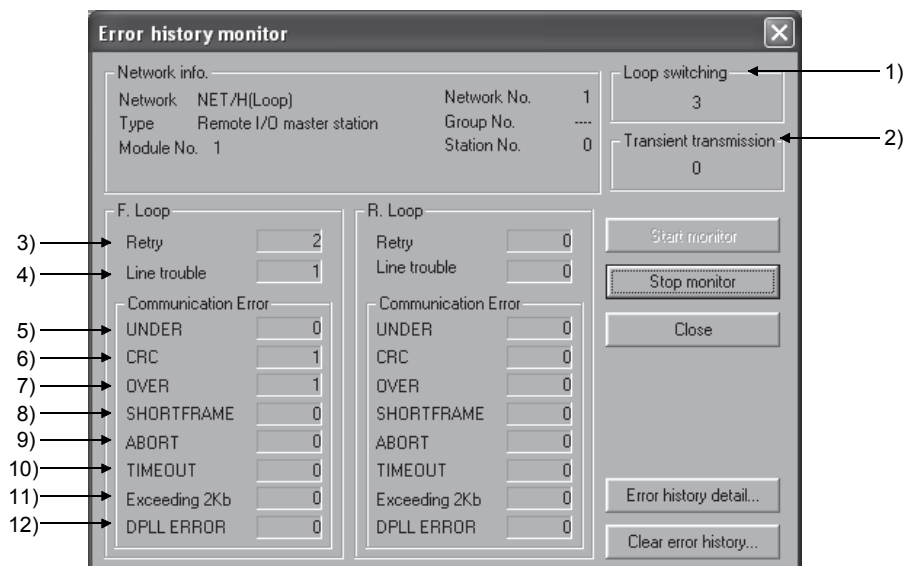 Error history monitor
Network info.
Network NET/H(Loop)
Type Remote I/O master station
Module No. 1
Network No. 1
Group No. ----
Station No. 0
Loop switching
3
1)
Transient transmission
0
2)
F. Loop
3) Retry 2
4) Line trouble 1
Communication Error
5) UNDER 0
6) CRC 1
7) OVER 1
8) SHORTFRAME 0
9) ABORT 0
10) TIMEOUT 0
11) Exceeding 2Kb 0
12) DPLL ERROR 0
R. Loop
Retry 0
Line trouble 0
Communication Error
UNDER 0
CRC 0
OVER 0
SHORTFRAME 0
ABORT 0
TIMEOUT 0
Exceeding 2Kb 0
DPLL ERROR 0
Start monitor
Stop monitor
Close
Error history detail...
Clear error history...